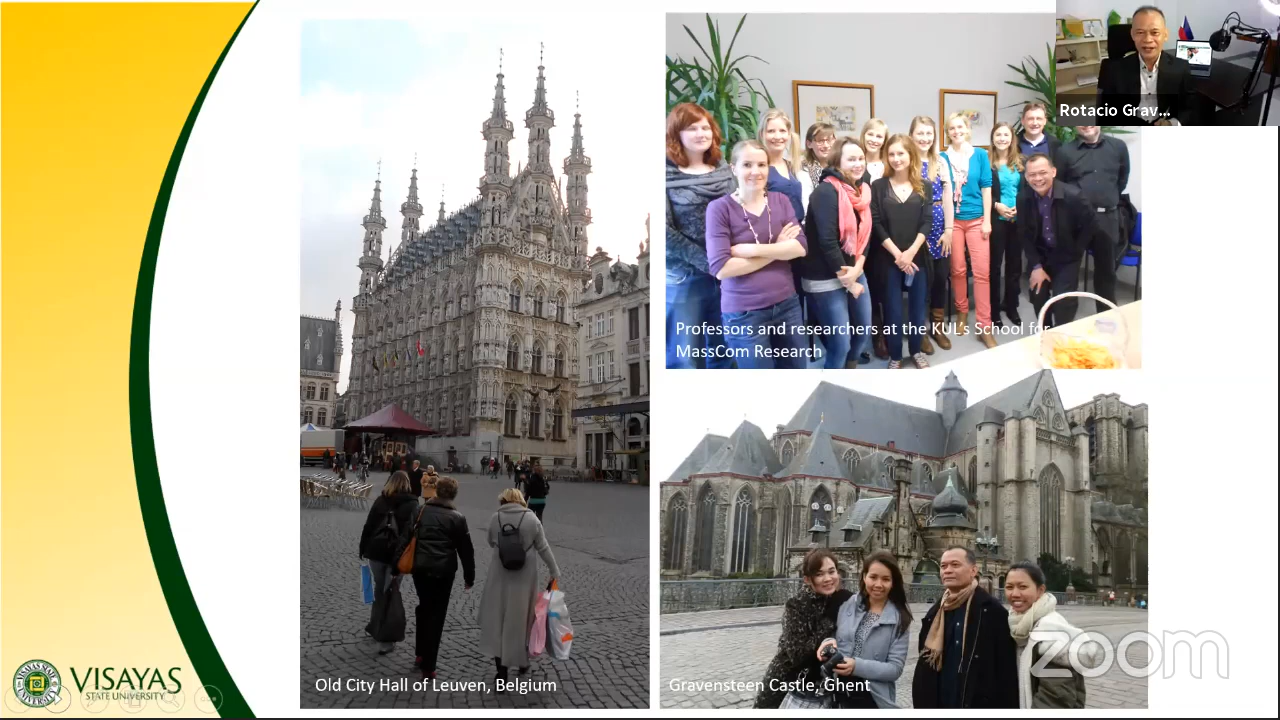 Rotacio Grav...
Professors and researchers at the KUL's School for
MassCom Research
Old City Hall of Leuven, Belgium
Gravensteen Castle, Ghent
zoom
VISAYAS
STATE UNIVERSITY